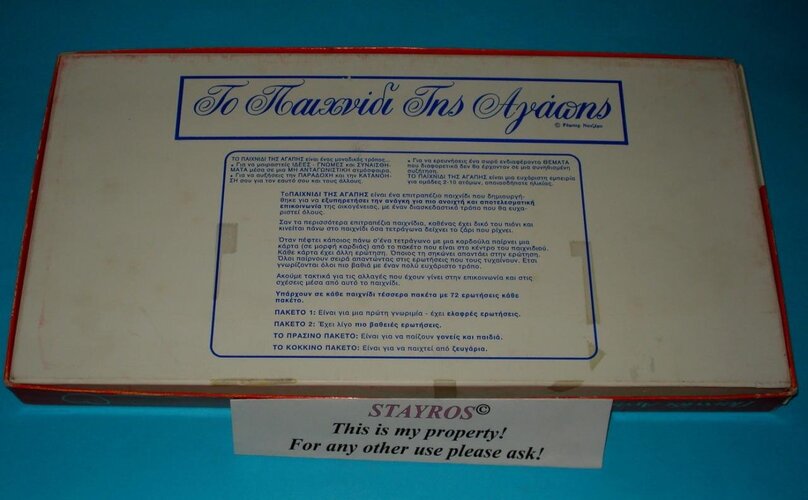 Το Παιχνίδι Της Αγάπης
ΤΟ ΠΑΙΧΝΙΔΙ ΤΗΣ ΑΓΑΠΗΣ είναι ένας μοναδικός τρόπος...
• Για να μοιραστείς ΙΔΕΕΣ - ΓΝΩΜΕΣ και ΣΥΝΑΙΣΘΗ-
ΜΑΤΑ μέσα σε μια ΜΗ ΑΝΤΑΓΩΝΙΣΤΙΚΗ ατμόσφαιρα.
• Για να αυξήσεις την ΠΑΡΑΔΟΧΗ και την ΚΑΤΑΝΟΗ-
ΣΗ σου για τον εαυτό σου και τους άλλους.
• Για να ερευνήσεις ένα σωρό ενδιαφέροντα ΘΕΜΑΤΑ
που διαφορετικά δεν θα έρχονταν σε μια συνηθισμένη
συζήτηση.
ΤΟ ΠΑΙΧΝΙΔΙ ΤΗΣ ΑΓΑΠΗΣ είναι μια ευχάριστη εμπειρία
για ομάδες 2-10 ατόμων, οποιασδήποτε ηλικίας.
Το ΠΑΙΧΝΙΔΙ ΤΗΣ ΑΓΑΠΗΣ είναι ένα επιτραπέζια παιχνίδι που δημιουργή-
θηκε για να εξυπηρετήσει την ανάγκη για πιο ανοιχτή και αποτελεσματική
επικοινωνία της οικογένειας, με έναν διασκεδαστικό τρόπο που θα ευχα-
ριστεί όλους.
Σαν τα περισσότερα επιτραπέζια παιχνίδια, καθένας έχει δικό του πιόνι και
κινείται πάνω στο παιχνίδι όσα τετράγωνα δείχνει το ζάρι που ρίχνει.
Όταν πέφτει κάποιος πάνω σ'ένα τετράγωνο με μια καρδούλα παίρνει μια
κάρτα (σε μορφή καρδιάς) από το πακέτο που είναι στο κέντρο του παιχνιδιού.
Κάθε κάρτα έχει άλλη ερώτηση. Όποιος τη σηκώνει απαντάει στην ερώτηση.
Όλοι παίρνουν σειρά απαντώντας στις ερωτήσεις που τους τυχαίνουν. Έτσι
γνωρίζονται όλοι πιο βαθιά με έναν πολύ ευχάριστο τρόπο.
Ακούμε τακτικά για τις αλλαγές που έχουν γίνει στην επικοινωνία και στις
σχέσεις μέσα από αυτό το παιχνίδι.
Υπάρχουν σε κάθε παιχνίδι τέσσερα πακέτα με 72 ερωτήσεις κάθε
πακέτο.
ΠΑΚΕΤΟ 1: Είναι για μια πρώτη γνωριμία - έχει ελαφρές ερωτήσεις.
ΠΑΚΕΤΟ 2: Έχει λίγο πιο βαθειές ερωτήσεις.
ΤΟ ΠΡΑΣΙΝΟ ΠΑΚΕΤΟ: Είναι για να παίζουν γονείς και παιδιά.
ΤΟ ΚΟΚΚΙΝΟ ΠΑΚΕΤΟ: Είναι για να παιχτεί από ζευγάρια.
STAYROS©
This is my property!
For any other use please ask!